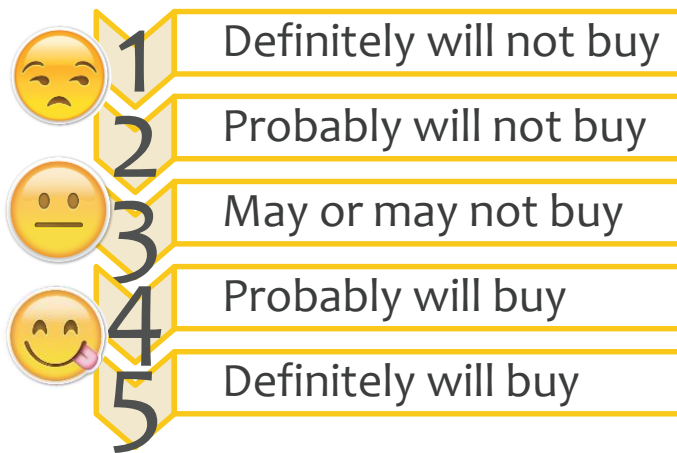 1 Definitely will not buy
2 Probably will not buy
3 May or may not buy
4 Probably will buy
5 Definitely will buy